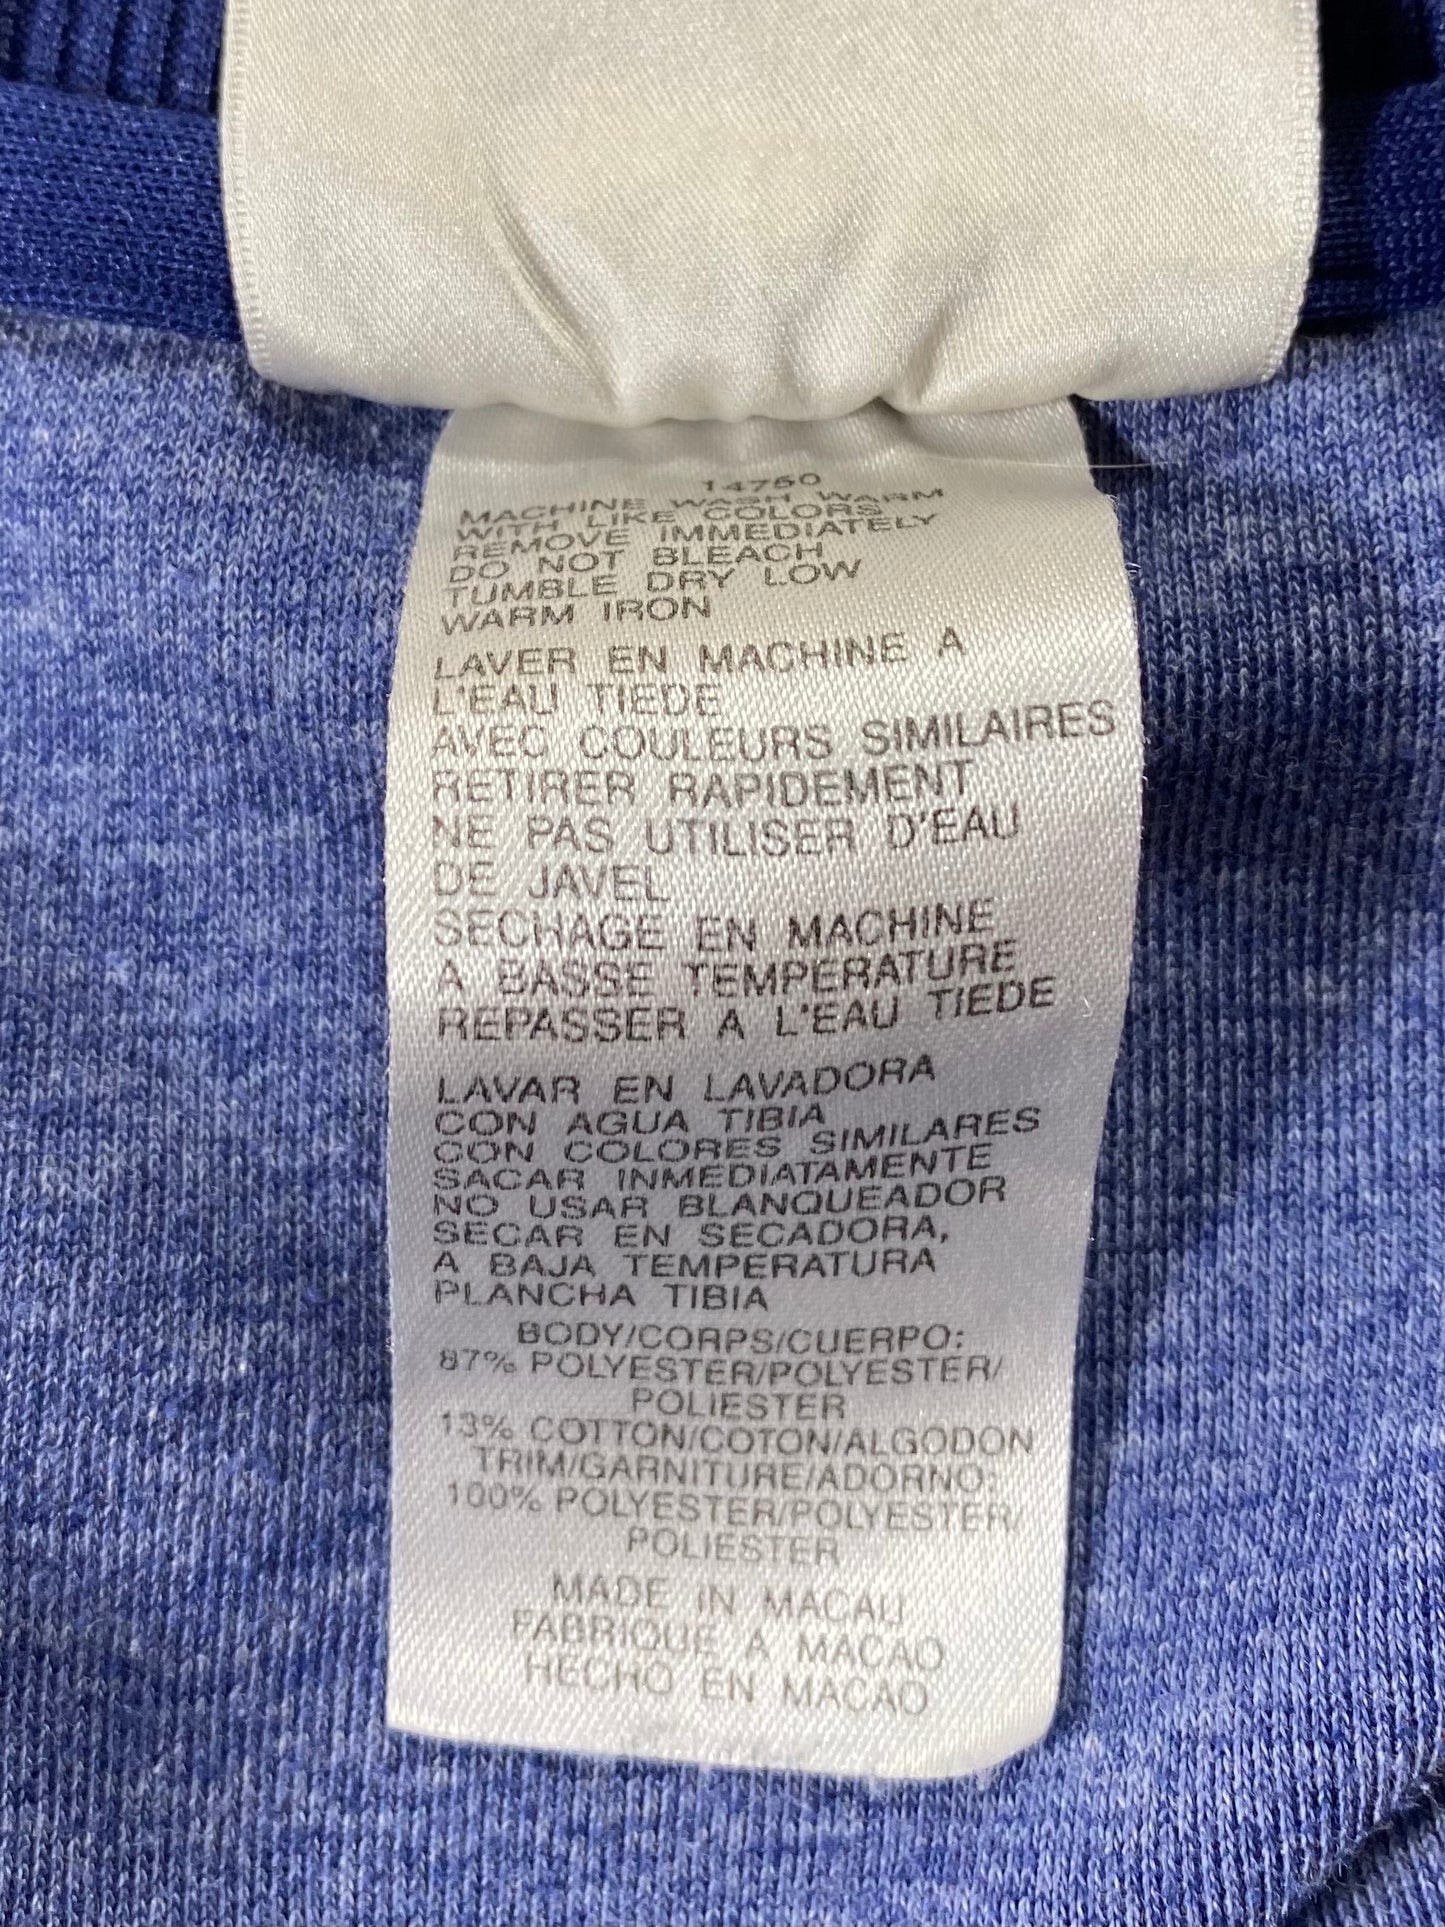 14750
MACHINE WASH WARM
WITH LIKE COLORS
REMOVE IMMEDIATELY
DO NOT BLEACH
TUMBLE DRY LOW
WARM IRON
LAVER EN MACHINE A
L'EAU TIEDE
AVEC COULEURS SIMILAIRES
RETIRER RAPIDEMENT
NE PAS UTILISER D'EAU
DE JAVEL
SECHAGE EN MACHINE
A BASSE TEMPERATURE
REPASSER A L'EAU TIEDE
LAVAR EN LAVADORA
CON AGUA TIBIA
CON COLORES SIMILARES
SACAR INMEDIATAMENTE
NO USAR BLANQUEADOR
SECAR EN SECADORA,
A BAJA TEMPERATURA
PLANCHA TIBIA
BODY/CORPS/CUERPO:
87% POLYESTER/POLYESTER/
POLIESTER
13% COTTON/COTON/ALGODON
TRIM/GARNITURE/ADORNO:
100% POLYESTER/POLYESTER/
POLIESTER
MADE IN MACAU
FABRIQUE A MACAO
HECHO EN MACAO